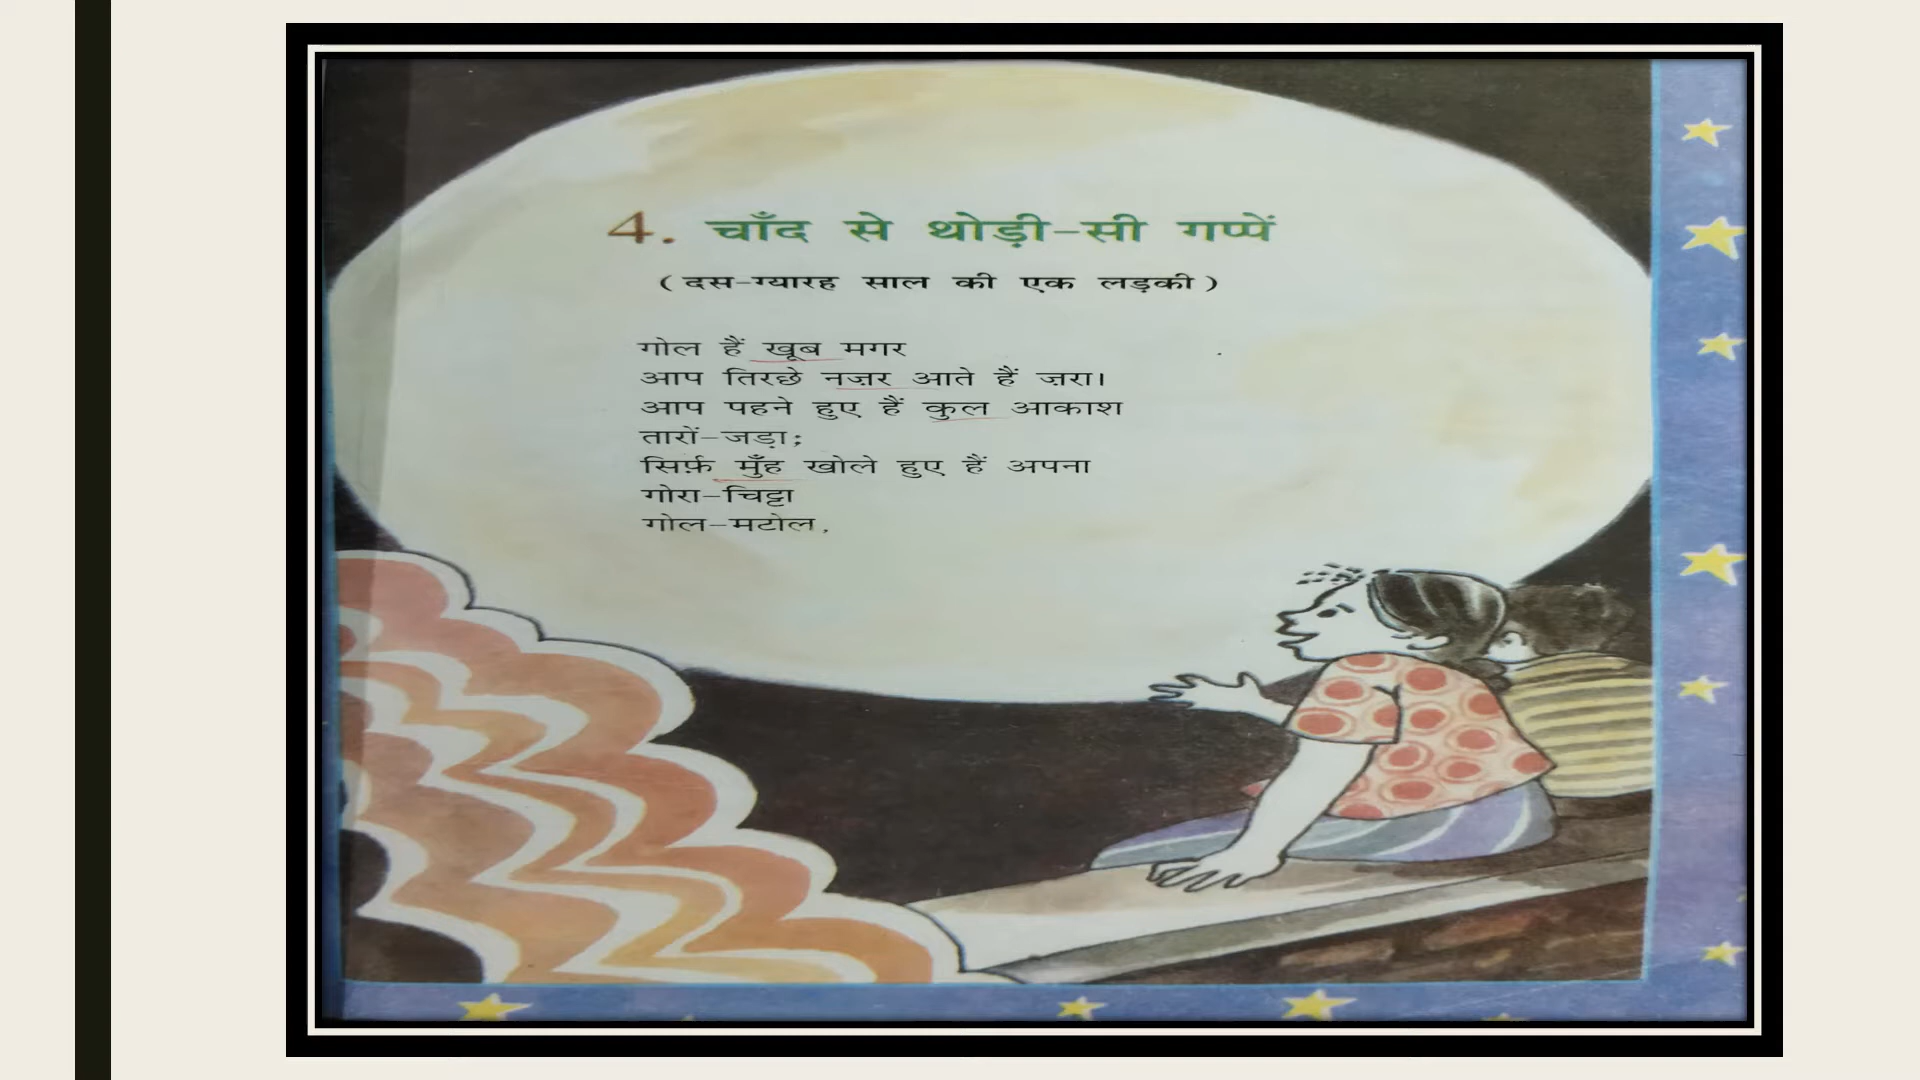 4. चाँद से थोड़ी-सी गप्पें
(दस-ग्यारह साल की एक लड़की)
गोल हैं खूब मगर
आप तिरछे नज़र आते हैं ज़रा।
आप पहने हुए हैं कुल आकाश
तारों-जड़ा;
सिर्फ़ मुँह खोले हुए हैं अपना
गोरा-चिट्टा
गोल-मटोल,